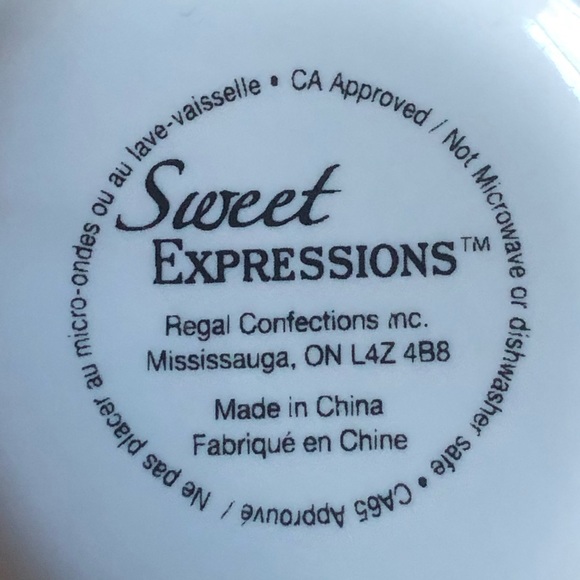 Sweet
EXPRESSIONS™
Regal Confections nc.
Mississauga, ON L4Z 4B8
Made in China
Fabriqué en Chine
CA Approved / Not Microwave or dishwasher safe • CA65 Approuvé / Ne pas placer au micro-ondes ou au lave-vaisselle •